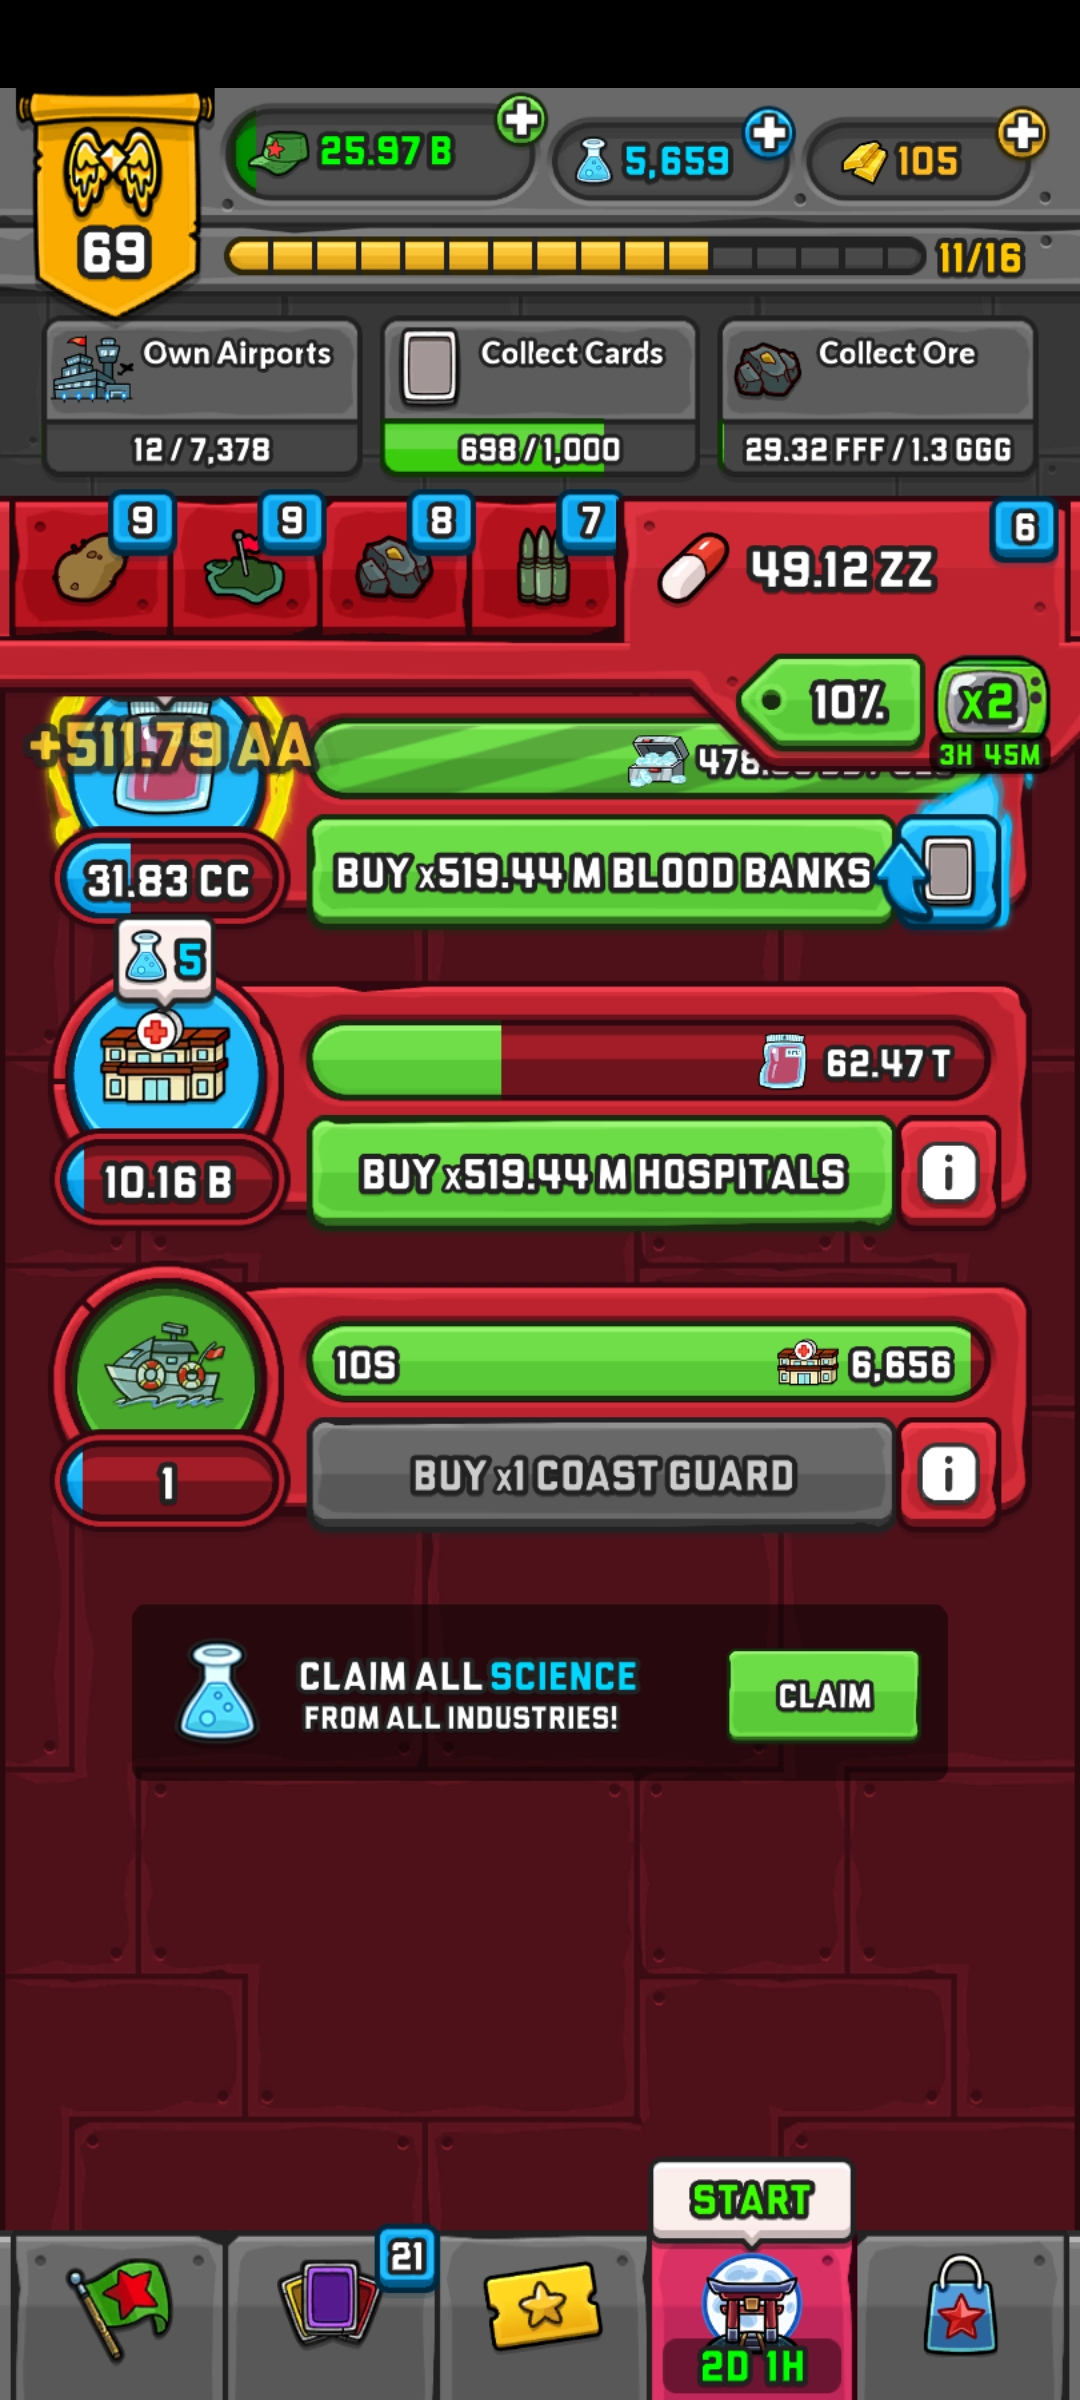 25.97 B
5,659
105
69
11/16
Own Airports
12 / 7,378
Collect Cards
698 / 1,000
Collect Ore
29.32 FFF / 1.3 GGG
9
9
8
7
6
49.12 ZZ
10%
x2
3H 45M
+511.79 AA
31.83 CC
BUY x519.44 M BLOOD BANKS
5
62.47 T
10.16 B
BUY x519.44 M HOSPITALS
i
10S
6,656
1
BUY x1 COAST GUARD
i
CLAIM ALL SCIENCE
FROM ALL INDUSTRIES!
CLAIM
START
21
2D 1H